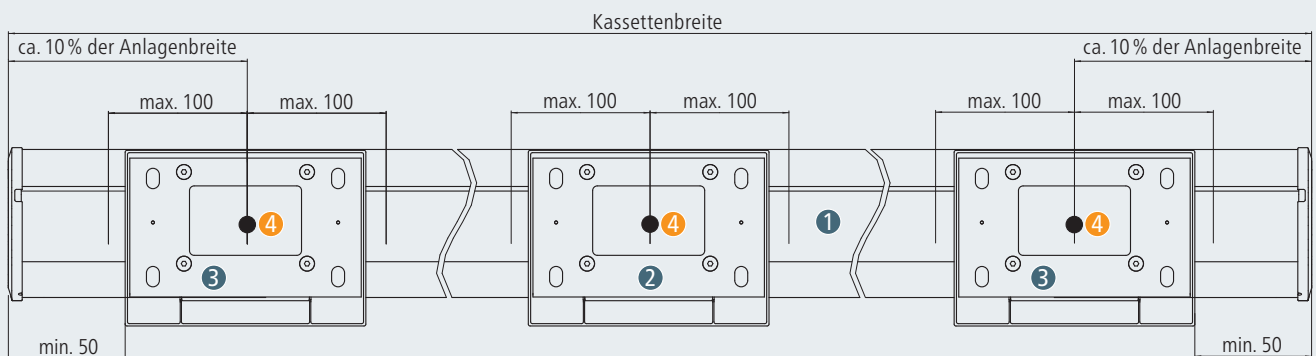 Kassettenbreite
ca. 10 % der Anlagenbreite
ca. 10 % der Anlagenbreite
max. 100
max. 100
max. 100
max. 100
max. 100
max. 100
4
4
1
4
3
2
3
min. 50
min. 50